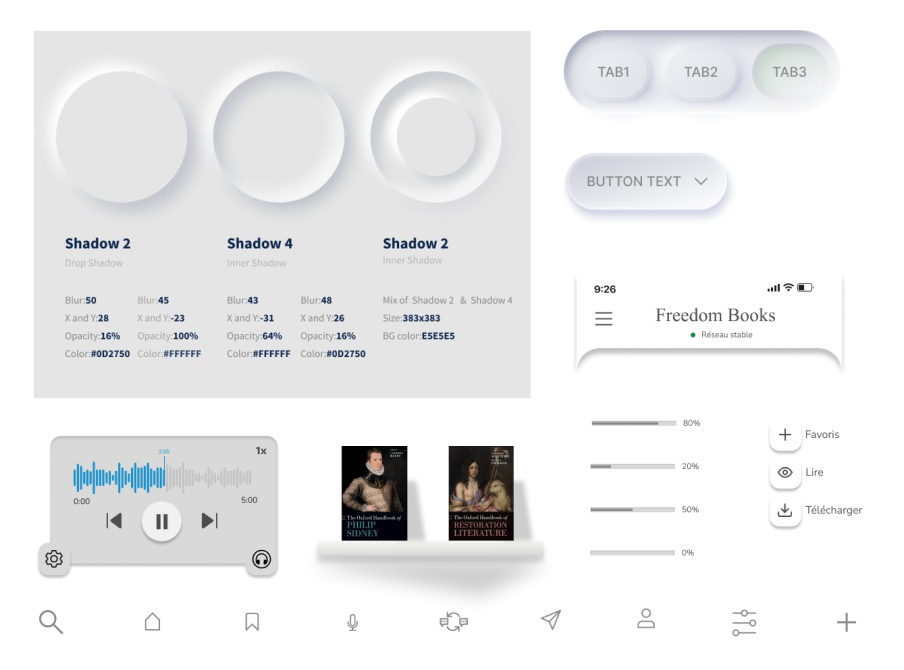 TAB1
TAB2
TAB3
BUTTON TEXT
Shadow 2
Drop Shadow
Blur:50
X and Y:28
Opacity:16%
Color:#0D2750
Blur:45
X and Y:-23
Opacity:100%
Color:#FFFFFF
Shadow 4
Inner Shadow
Blur:43
X and Y:-31
Opacity:64%
Color:#FFFFFF
Blur:48
X and Y:26
Opacity:16%
Color:#0D2750
Shadow 2
Inner Shadow
Mix of Shadow 2 & Shadow 4
Size:383x383
BG color:E5E5E5
9:26
Freedom Books
Réseau stable
1x
3:05
0:00
5:00
The Oxford Handbook of
PHILIP
SIDNEY
The Oxford Handbook of
RESTORATION
LITERATURE
80%
20%
50%
0%
Favoris
Lire
Télécharger